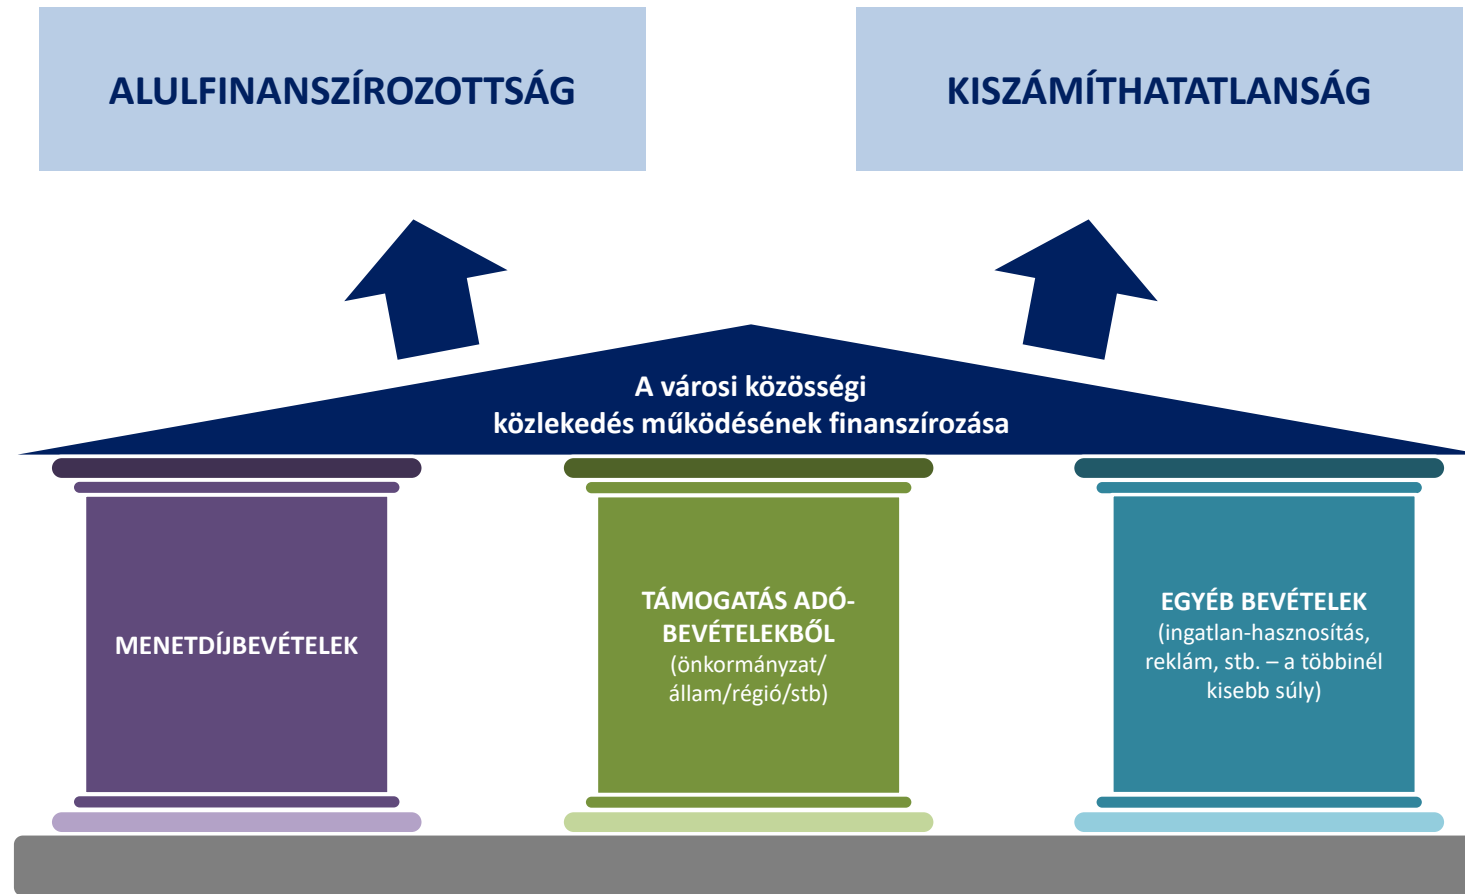 ALULFINANSZÍROZOTTSÁG
KISZÁMÍTHATATLANSÁG
A városi közösségi
közlekedés működésének finanszírozása
MENETDÍJBEVÉTELEK
TÁMOGATÁS ADÓ-
BEVÉTELEKBŐL
(önkormányzat/
állam/régió/stb)
EGYÉB BEVÉTELEK
(ingatlan-hasznosítás,
reklám, stb. – a többinél
kisebb súly)